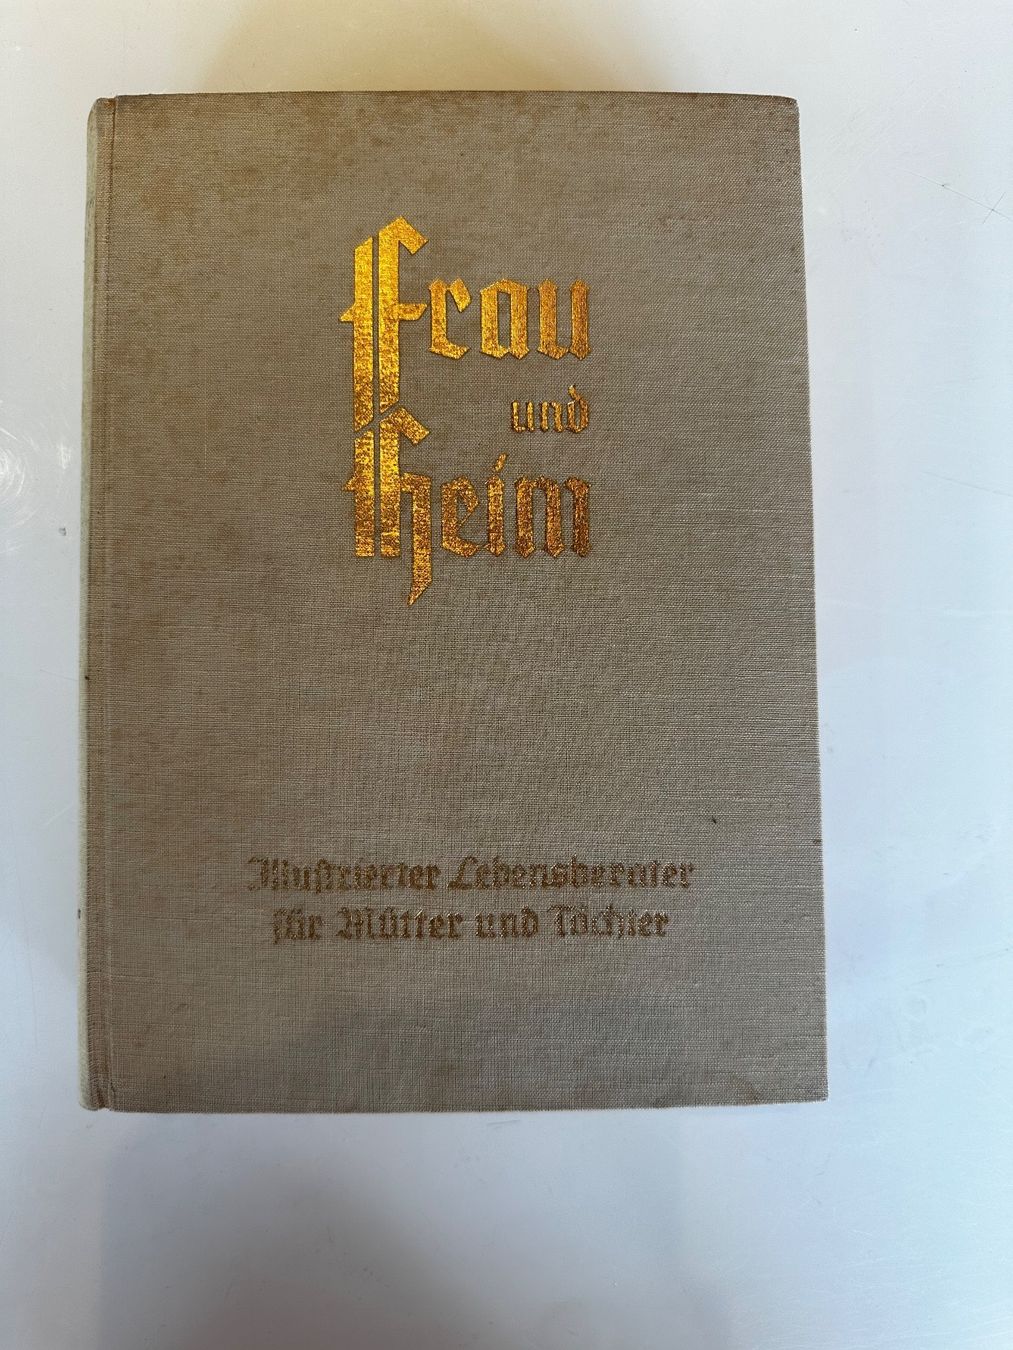 Frau
und
Heim
Illustrierter Lebensberater
für Mütter und Töchter